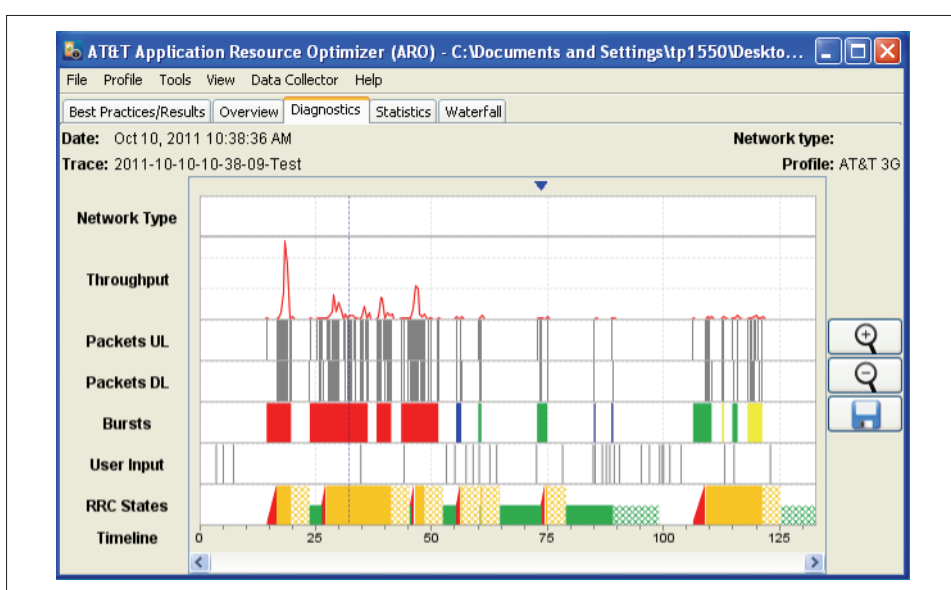 AT&T Application Resource Optimizer (ARO) - C:\Documents and Settings\tp1550\Deskto...
File Profile Tools View Data Collector Help
Best Practices/Results Overview Diagnostics Statistics Waterfall
Date: Oct 10, 2011 10:38:36 AM Network type:
Trace: 2011-10-10-10-38-09-Test Profile: AT&T 3G
Network Type
Throughput
Packets UL
Packets DL
Bursts
User Input
RRC States
Timeline 0 25 50 75 100 125